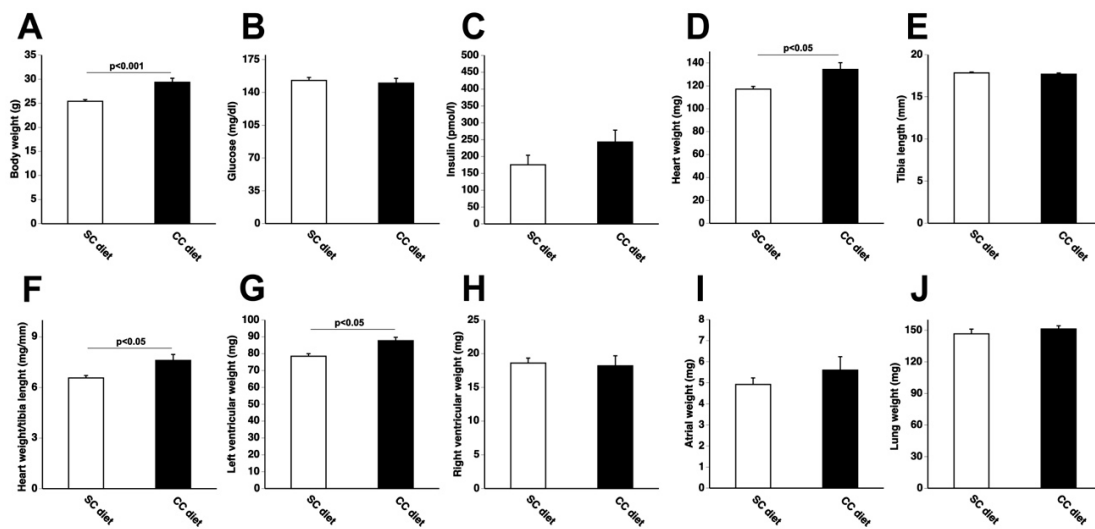 A
B
C
D
E
Body weight (g)
35
30
25
20
15
10
5
0
p<0.001
SC diet
CC diet
Glucose (mg/dl)
175
140
105
70
35
0
SC diet
CC diet
Insulin (pmol/l)
500
450
400
350
300
250
200
150
100
50
0
SC diet
CC diet
Heart weight (mg)
140
120
100
80
60
40
20
0
p<0.05
SC diet
CC diet
Tibia length (mm)
20
15
10
5
0
SC diet
CC diet
F
G
H
I
J
Heart weight/tibia lenght (mg/mm)
9
6
3
0
p<0.05
SC diet
CC diet
Left ventricular weight (mg)
100
90
80
70
60
50
40
30
20
10
0
p<0.05
SC diet
CC diet
Right ventricular weight (mg)
25
20
15
10
5
0
SC diet
CC diet
Atrial weight (mg)
8
7
6
5
4
3
2
1
0
SC diet
CC diet
Lung weight (mg)
150
120
90
60
30
0
SC diet
CC diet